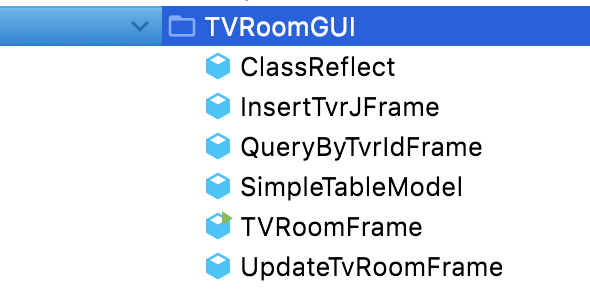 TVRoomGUI
ClassReflect
InsertTvrJFrame
QueryByTvrIdFrame
SimpleTableModel
TVRoomFrame
UpdateTvRoomFrame